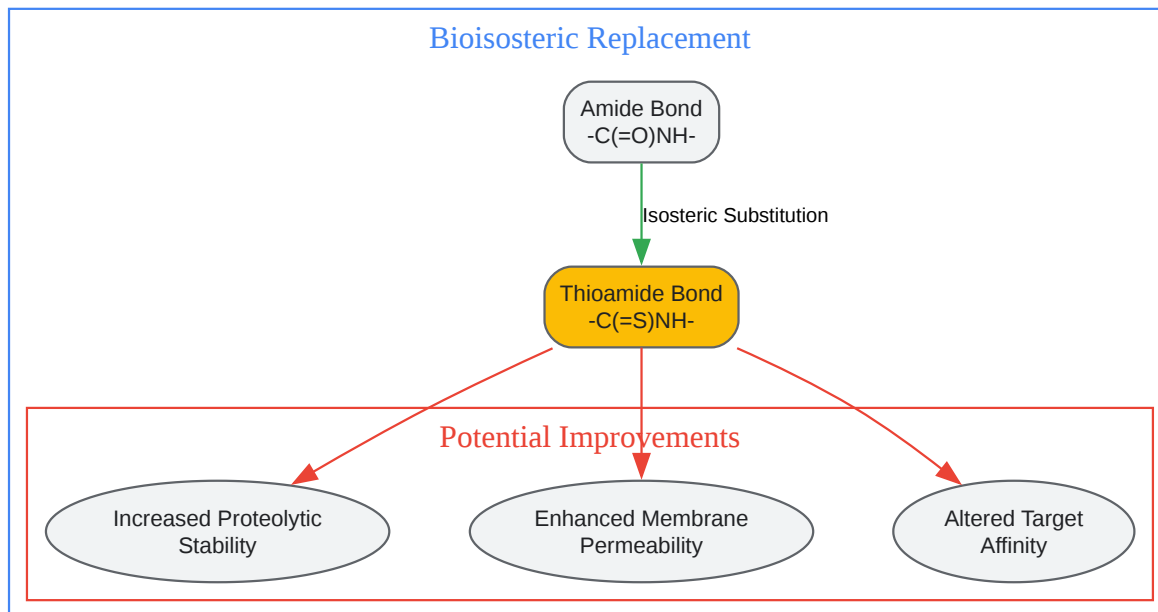 Bioisosteric Replacement
Amide Bond
-C(=O)NH-
Isosteric Substitution
Thioamide Bond
-C(=S)NH-
Potential Improvements
Increased Proteolytic
Stability
Enhanced Membrane
Permeability
Altered Target
Affinity